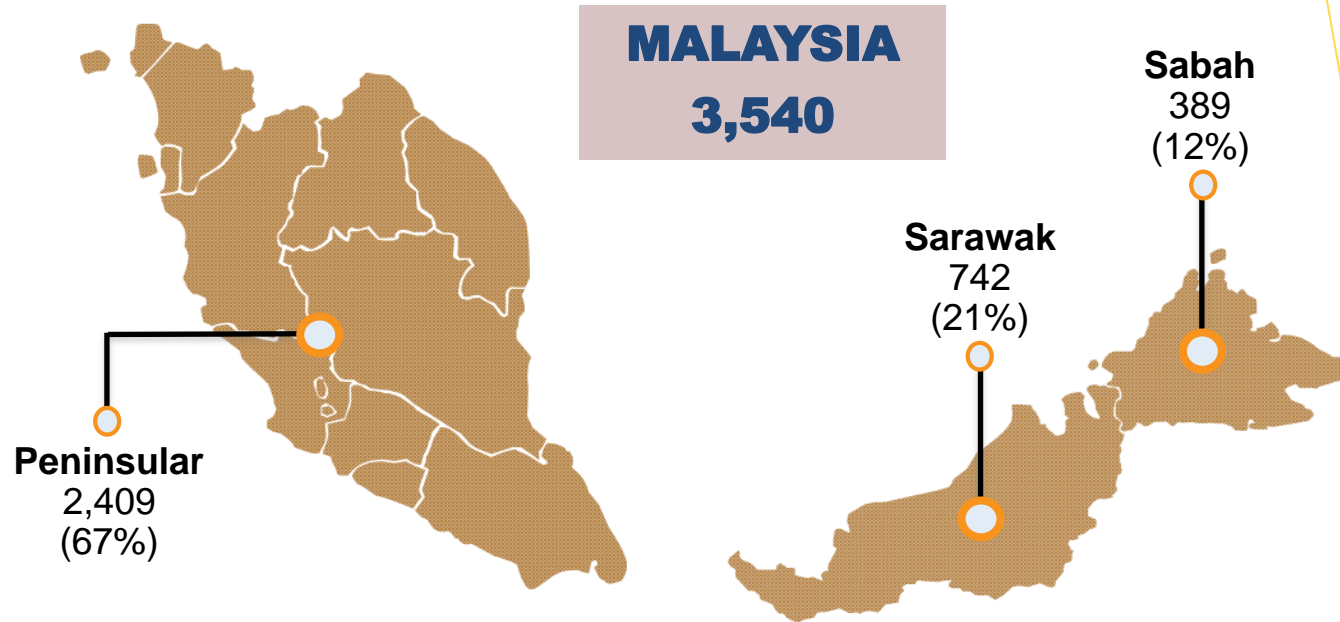 MALAYSIA
3,540
Sabah
389
(12%)
Sarawak
742
(21%)
Peninsular
2,409
(67%)